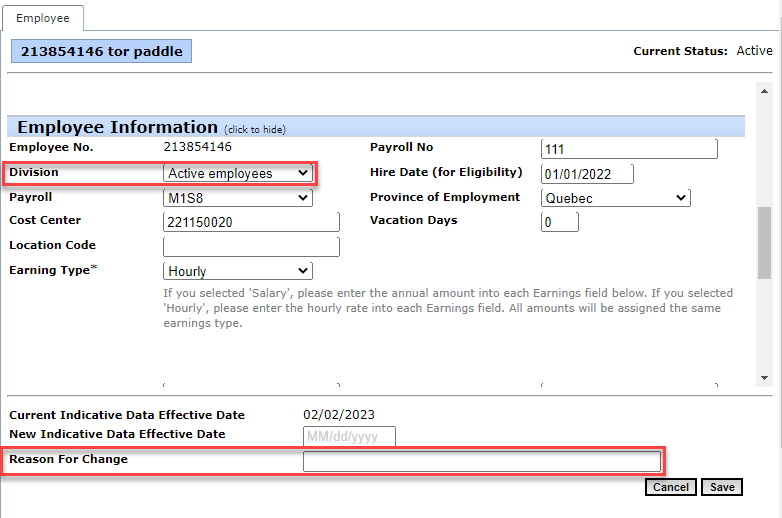 Employee
213854146 tor paddle
Current Status: Active
Employee Information (click to hide)
Employee No. 213854146 Payroll No 111
Division Active employees Hire Date (for Eligibility) 01/01/2022
Payroll M1S8 Province of Employment Quebec
Cost Center 221150020 Vacation Days 0
Location Code
Earning Type* Hourly
If you selected 'Salary', please enter the annual amount into each Earnings field below. If you selected
'Hourly', please enter the hourly rate into each Earnings field. All amounts will be assigned the same
earnings type.
Current Indicative Data Effective Date 02/02/2023
New Indicative Data Effective Date MM/dd/yyyy
Reason For Change
Cancel Save